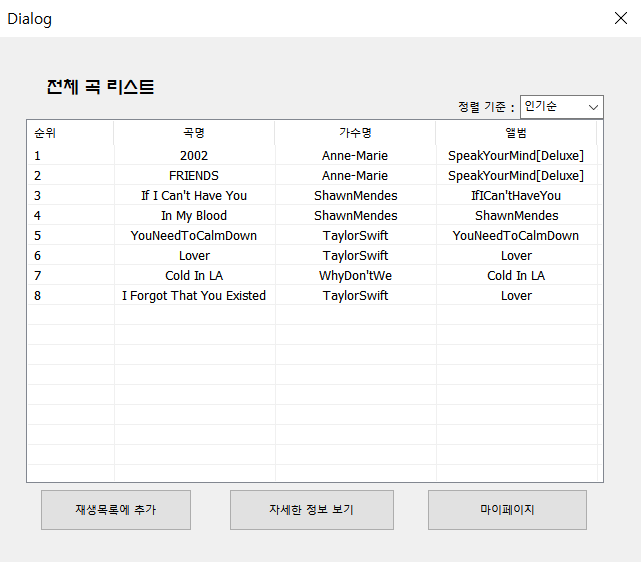 Dialog
전체 곡 리스트
정렬 기준 : 인기순
순위 곡명 가수명 앨범
1 2002 Anne-Marie SpeakYourMind[Deluxe]
2 FRIENDS Anne-Marie SpeakYourMind[Deluxe]
3 If I Can't Have You ShawnMendes IfICan'tHaveYou
4 In My Blood ShawnMendes ShawnMendes
5 YouNeedToCalmDown TaylorSwift YouNeedToCalmDown
6 Lover TaylorSwift Lover
7 Cold In LA WhyDon'tWe Cold In LA
8 I Forgot That You Existed TaylorSwift Lover
재생목록에 추가 자세한 정보 보기 마이페이지